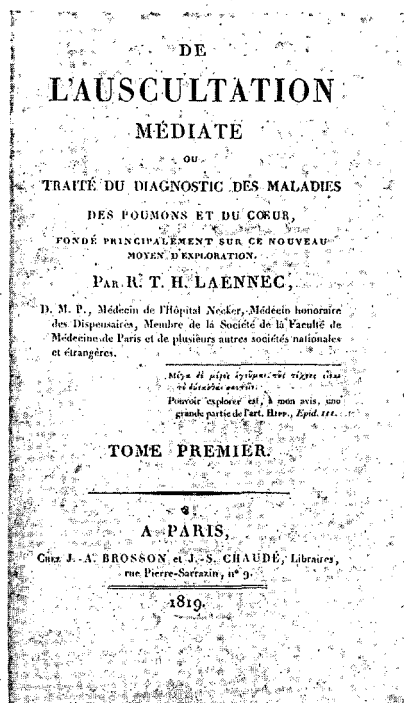 DE
L'AUSCULTATION
MÉDIATE
OU
TRAITÉ DU DIAGNOSTIC DES MALADIES
DES POUMONS ET DU CŒUR,
FONDÉ PRINCIPALEMENT SUR CE NOUVEAU
MOYEN D'EXPLORATION.
PAR R. T. H. LAENNEC,
D. M. P., Médecin de l'Hôpital Necker, Médecin honoraire
des Dispensaires, Membre de la Société de la Faculté de
Médecine de Paris et de plusieurs autres sociétés nationales
et étrangères.
Pouvoir explorer est, à mon avis, une
grande partie de l'art. HIPP., Epid. III.
TOME PREMIER.
A PARIS,
CHEZ J.-A. BROSSON et J.-S. CHAUDÉ, Libraires,
rue Pierre-Sarrazin, n° 9.
1819.